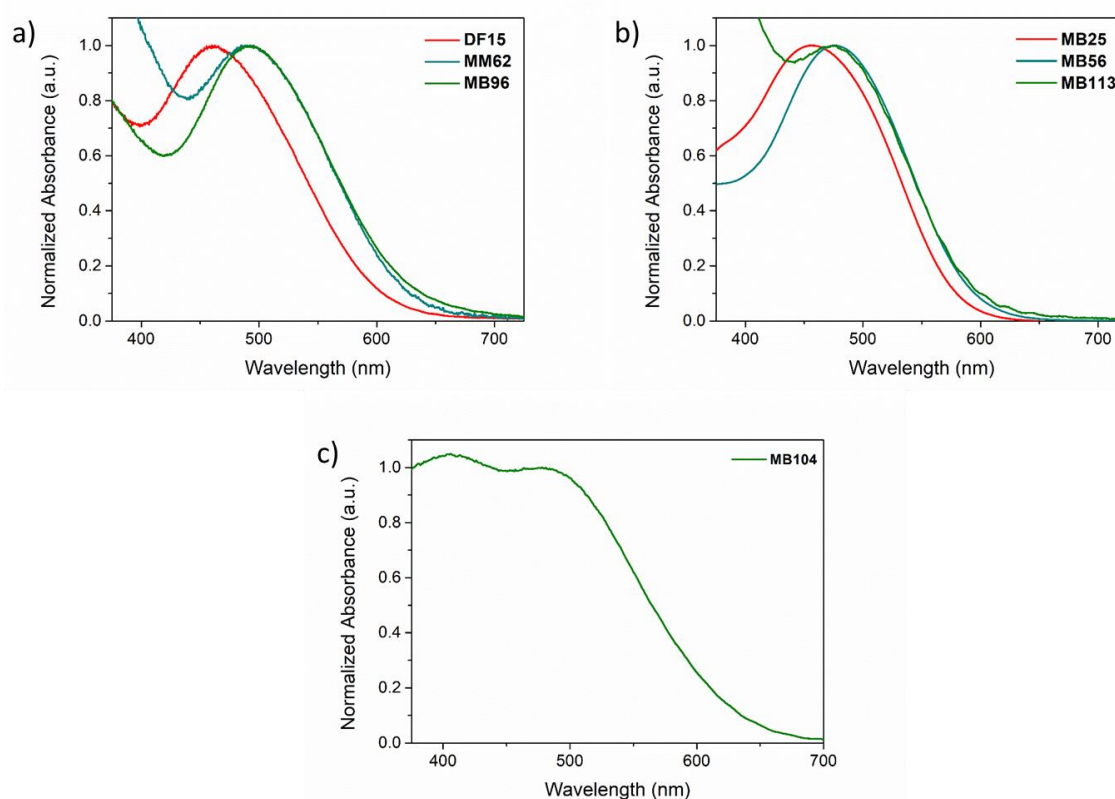 a)
DF15
MM62
MB96
Normalized Absorbance (a.u.)
1.0
0.8
0.6
0.4
0.2
0.0
400
500
600
700
Wavelength (nm)
b)
MB25
MB56
MB113
Normalized Absorbance (a.u.)
1.0
0.8
0.6
0.4
0.2
0.0
400
500
600
700
Wavelength (nm)
c)
MB104
Normalized Absorbance (a.u.)
1.0
0.8
0.6
0.4
0.2
0.0
400
500
600
700
Wavelength (nm)